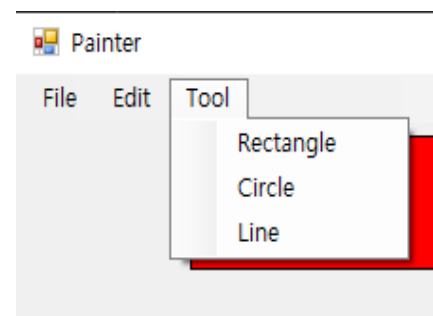 Painter
File Edit Tool
Rectangle
Circle
Line